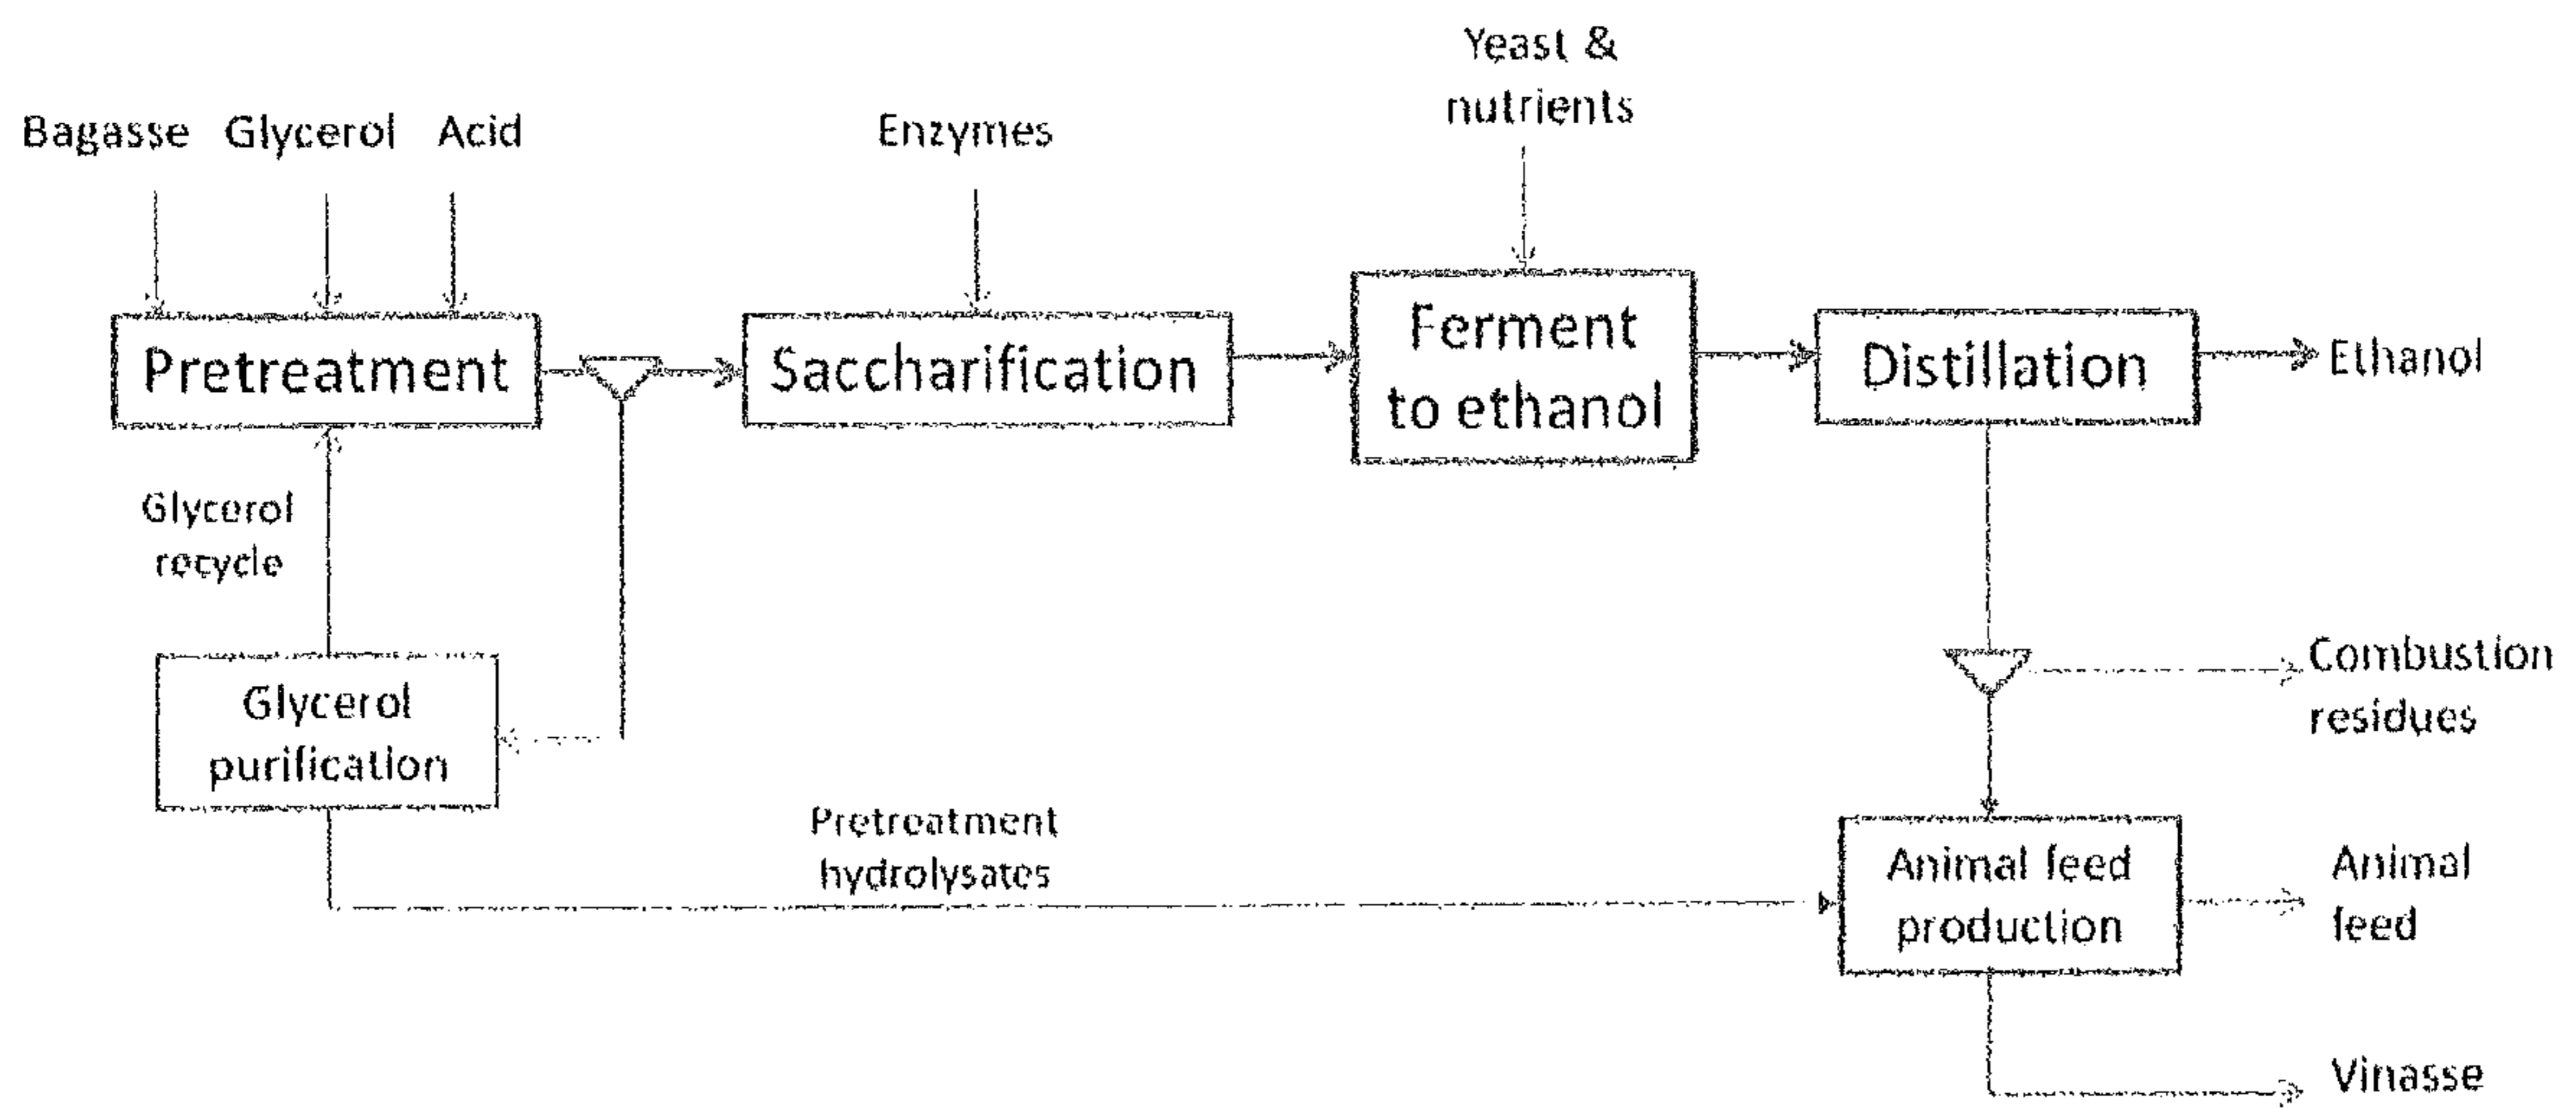 Yeast &
nutrients
Bagasse Glycerol Acid
Enzymes
Pretreatment
Saccharification
Ferment
to ethanol
Distillation
Ethanol
Glycerol
recycle
Glycerol
purification
Combustion
residues
Pretreatment
hydrolysates
Animal feed
production
Animal
feed
Vinasse